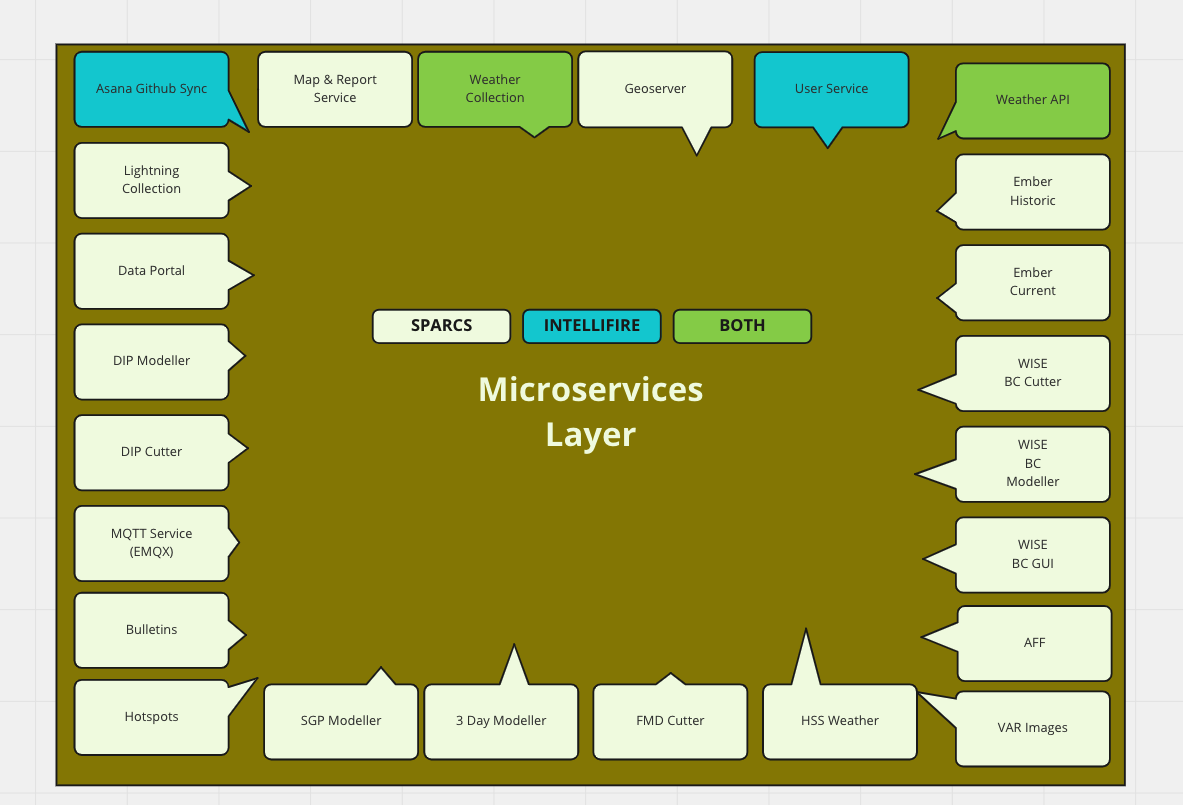 Asana Github Sync
Map & Report
Service
Weather
Collection
Geoserver
User Service
Weather API
Lightning
Collection
Ember
Historic
Data Portal
Ember
Current
SPARCS
INTELLIFIRE
BOTH
DIP Modeller
WISE
BC Cutter
Microservices
Layer
DIP Cutter
WISE
BC
Modeller
MQTT Service
(EMQX)
WISE
BC GUI
Bulletins
AFF
Hotspots
SGP Modeller
3 Day Modeller
FMD Cutter
HSS Weather
VAR Images